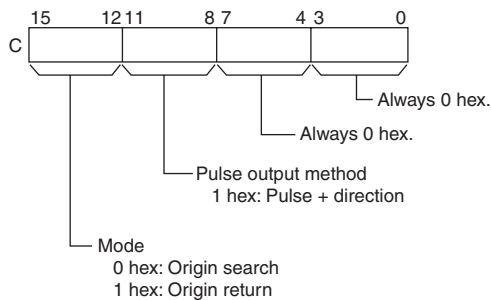 15 12 11 8 7 4 3 0
C
Always 0 hex.
Always 0 hex.
Pulse output method
1 hex: Pulse + direction
Mode
0 hex: Origin search
1 hex: Origin return